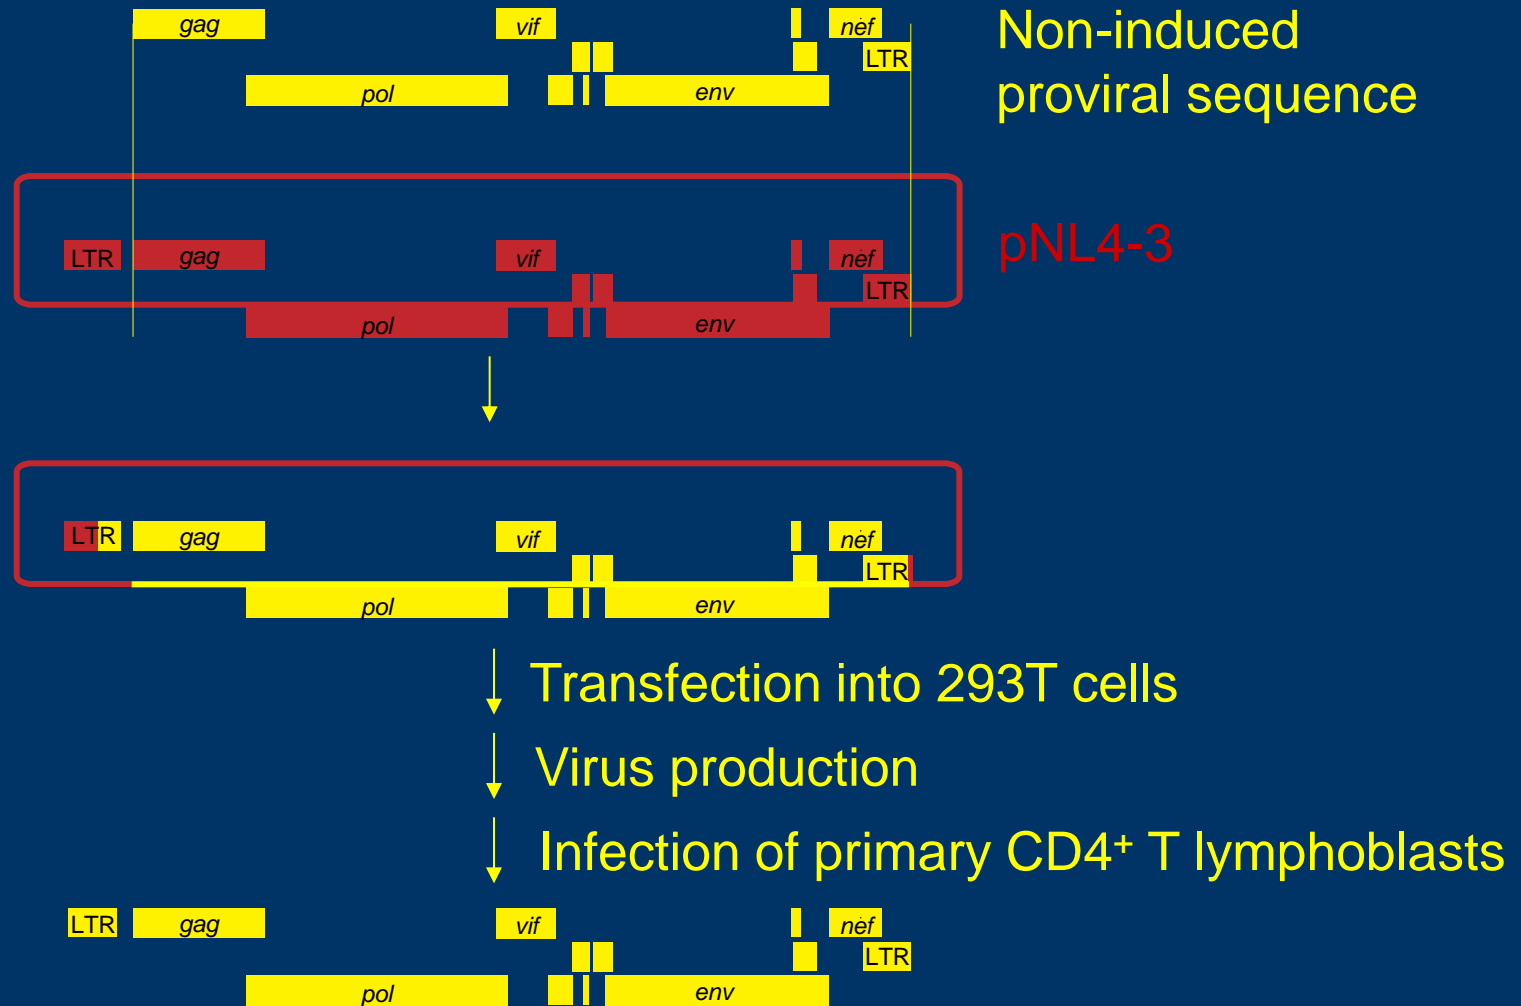 gag
vif
nef
Non-induced
LTR
proviral sequence
pol
env
pNL4-3
LTR
gag
vif
nef
LTR
pol
env
LTR
gag
vif
nef
LTR
pol
env
Transfection into 293T cells
Virus production
Infection of primary CD4⁺ T lymphoblasts
LTR
gag
vif
nef
LTR
pol
env